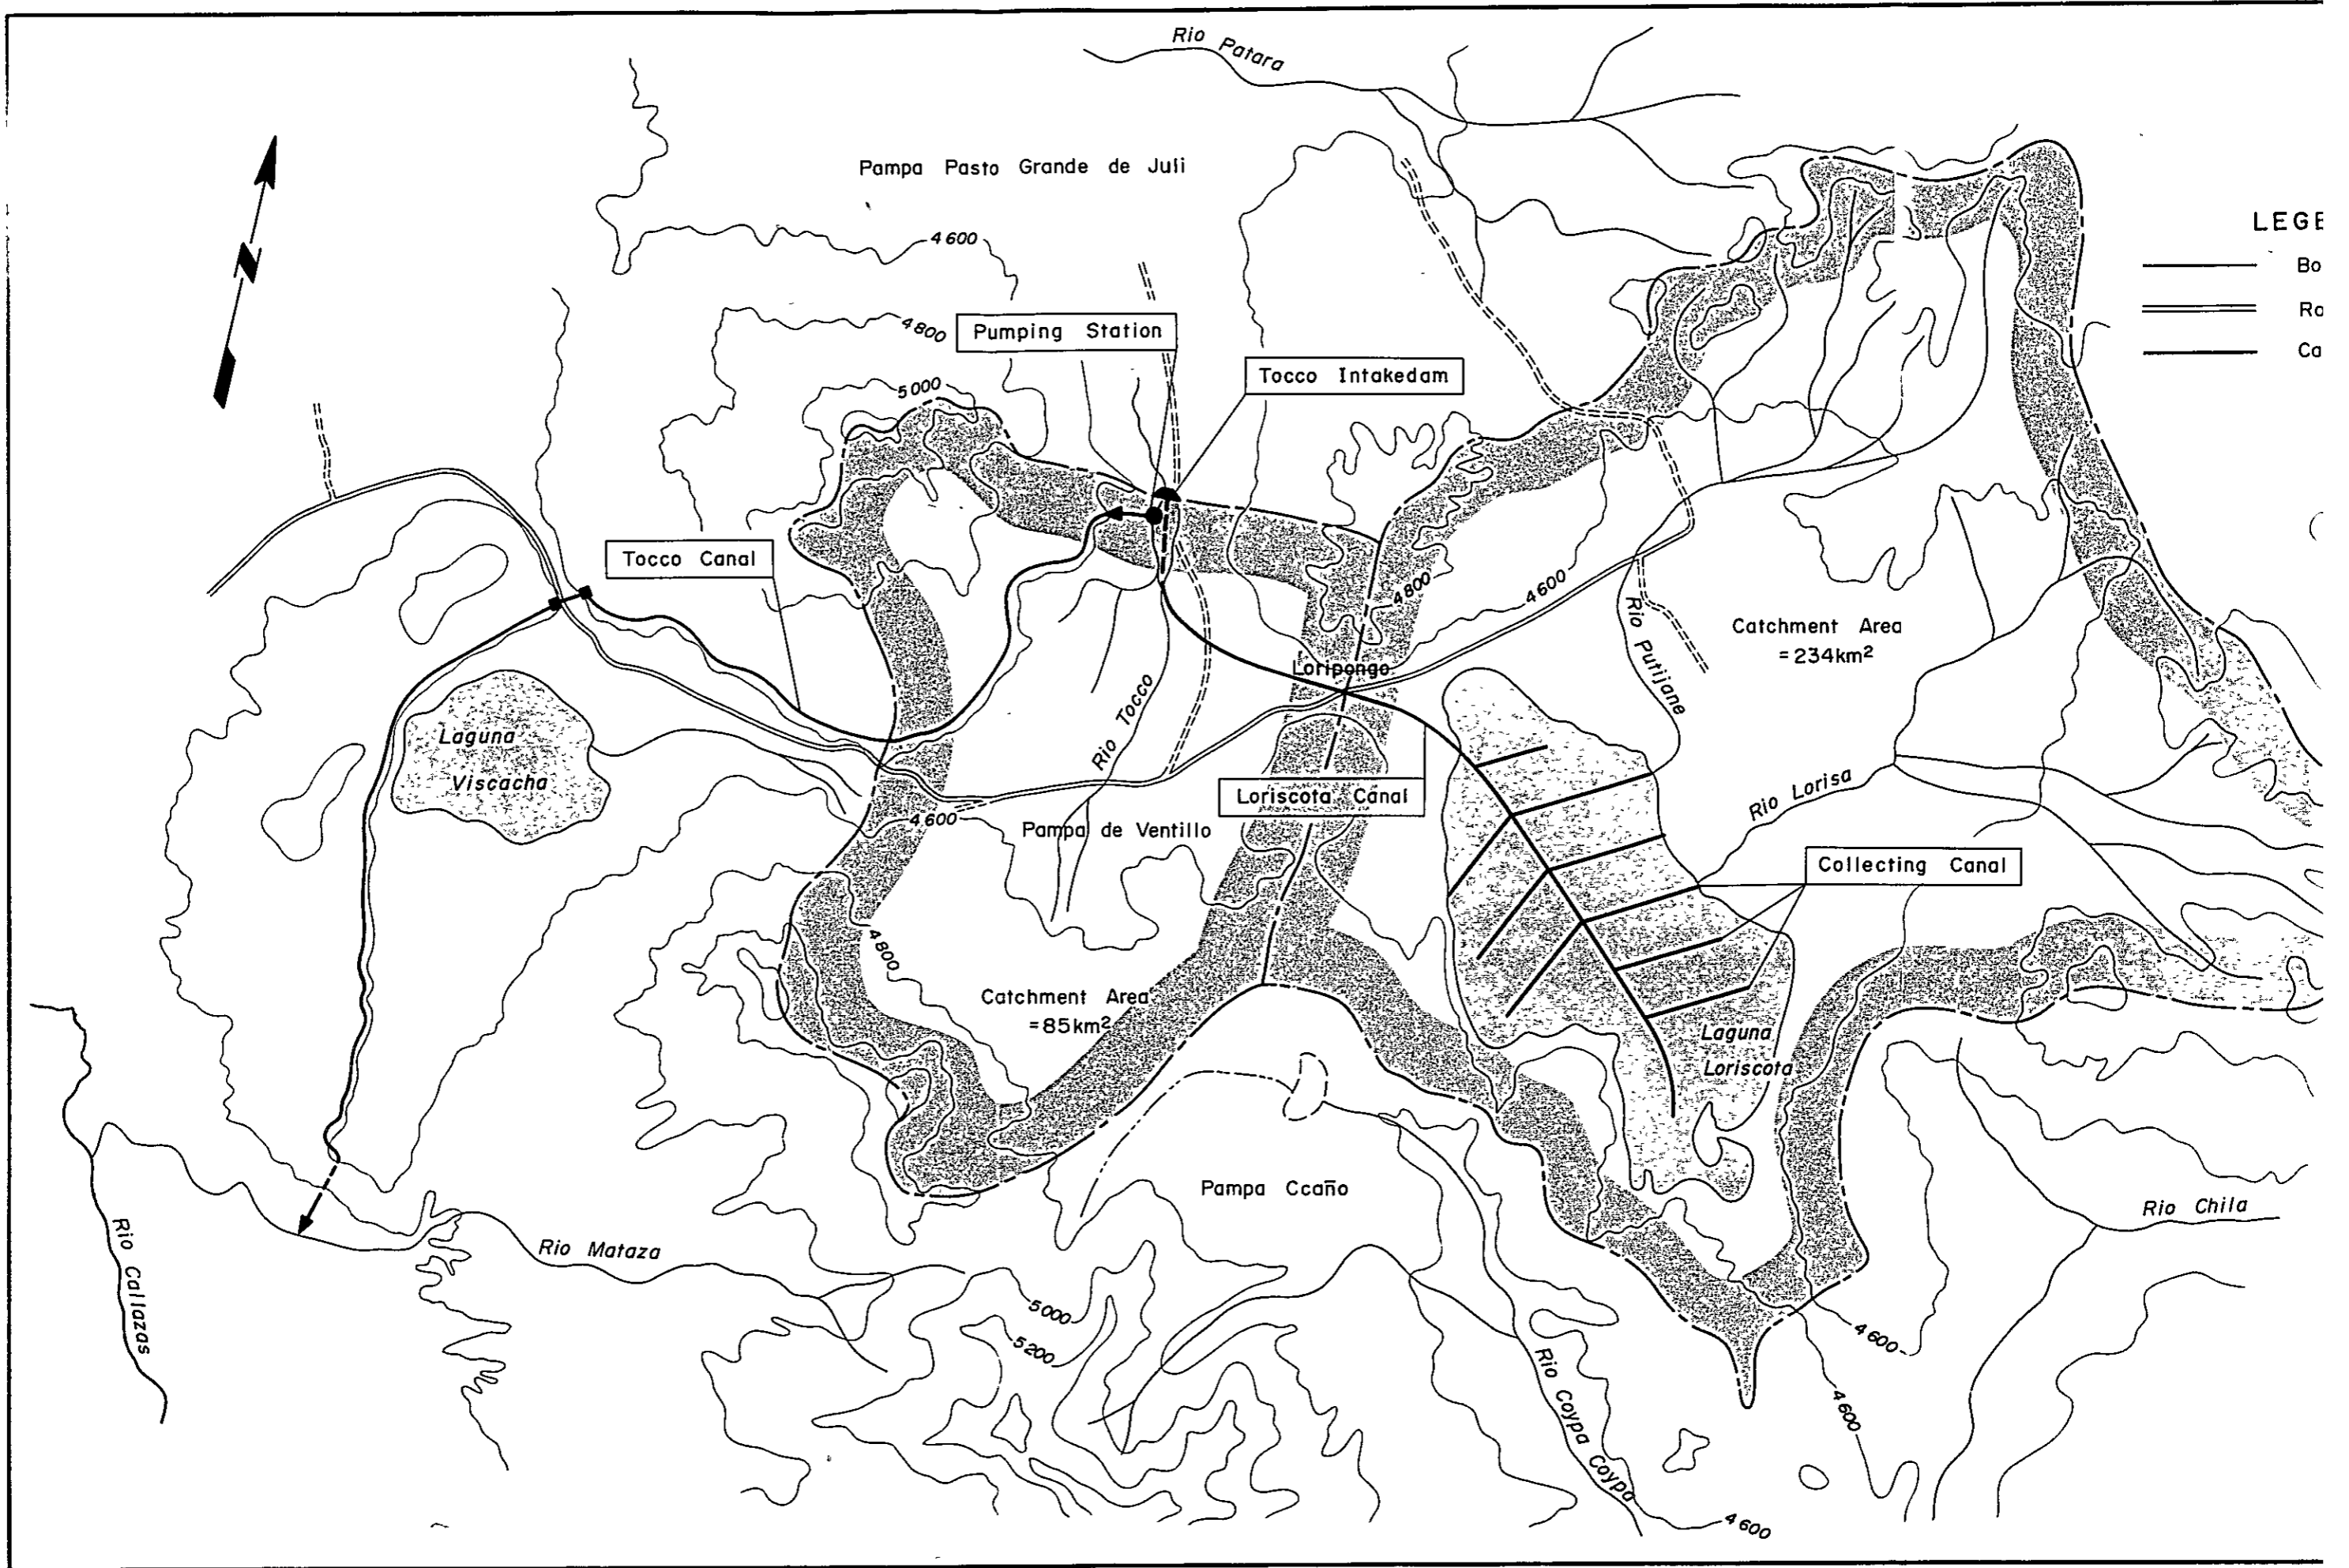 Rio Patara
Pampa Pasto Grande de Juli
N
LEGE
Bo
Ro
Ca
4600
4800
Pumping Station
Tocco Intakedam
5000
Tocco Canal
4800
4600
Rio Putijane
Catchment Area
=234km²
Loripongo
Rio Tocco
Laguna
Viscacha
Loriscota Canal
Rio Lorisa
4600
Pampa de Ventillo
Collecting Canal
4800
Catchment Area
=85km²
Laguna
Loriscota
Pampa Ccaño
Rio Chila
Rio Callazas
Rio Mataza
5000
5200
4600
Rio Coypa Coypa
4600
4600